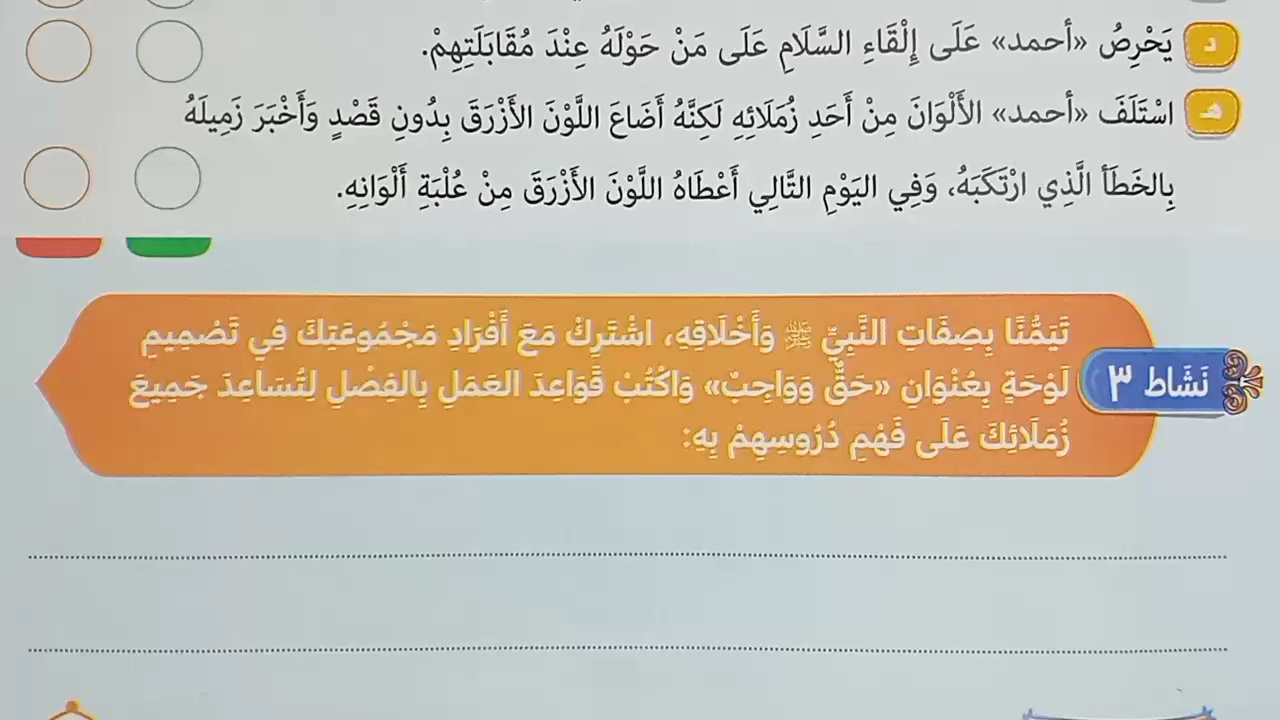 د يَحْرِصُ «أحمد» عَلَى إِلْقَاءِ السَّلَامِ عَلَى مَنْ حَوْلَهُ عِنْدَ مُقَابَلَتِهِمْ.
هـ اسْتَلَفَ «أحمد» الأَلْوَانَ مِنْ أَحَدِ زُمَلَائِهِ لَكِنَّهُ أَضَاعَ اللَّوْنَ الأَزْرَقَ بِدُونِ قَصْدٍ وَأَخْبَرَ زَمِيلَهُ
بِالخَطَأ الَّذِي ارْتَكَبَهُ، وَفِي اليَوْمِ التَّالِي أَعْطَاهُ اللَّوْنَ الأَزْرَقَ مِنْ عُلْبَةِ أَلْوَانِهِ.
نَشَاط ٣
تَيَمُّنًا بِصِفَاتِ النَّبِيِّ ﷺ وَأَخْلَاقِهِ، اشْتَرِكْ مَعَ أَفْرَادِ مَجْمُوعَتِكَ فِي تَصْمِيمِ
لَوْحَةٍ بِعُنْوَانِ «حَقٌّ وَوَاجِبٌ» وَاكْتُبْ قَوَاعِدَ العَمَلِ بِالفَصْلِ لِتُسَاعِدَ جَمِيعَ
زُمَلَائِكَ عَلَى فَهْمِ دُرُوسِهِمْ بِهِ: